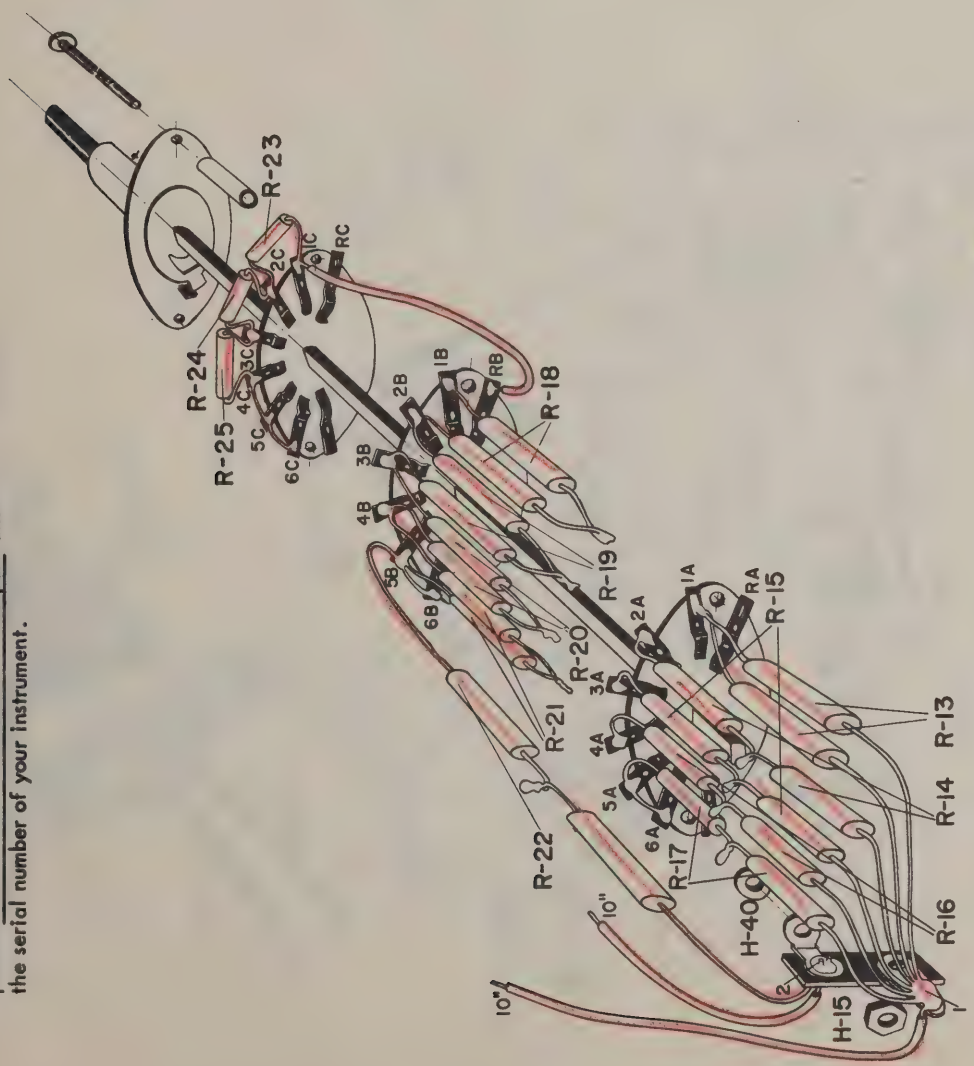 the serial number of your instrument.
R-23
R-24
R-25
1C
2C
3C
4C
5C
6C
RC
1B
2B
3B
4B
5B
6B
RB
R-18
R-19
R-20
R-21
R-22
1A
2A
3A
4A
5A
6A
RA
R-15
R-13
R-14
R-16
R-17
H-40
H-15
10"
10"
2
1